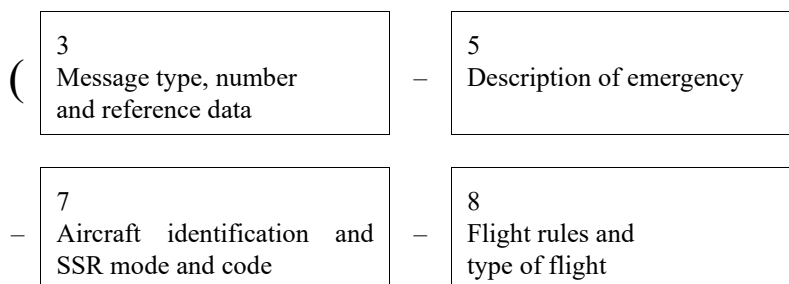 (
3
Message type, number
and reference data
–
5
Description of emergency
–
7
Aircraft identification and
SSR mode and code
–
8
Flight rules and
type of flight